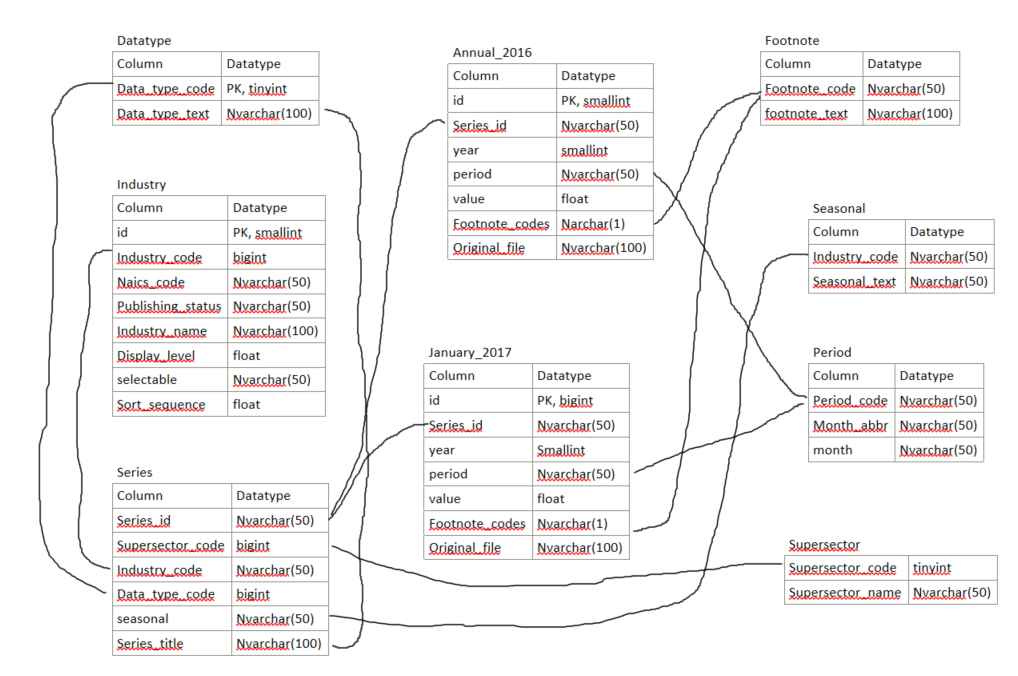 Datatype
Column Datatype
Data_type_code PK, tinyint
Data_type_text Nvarchar(100)
Industry
Column Datatype
id PK, smallint
Industry_code bigint
Naics_code Nvarchar(50)
Publishing_status Nvarchar(50)
Industry_name Nvarchar(100)
Display_level float
selectable Nvarchar(50)
Sort_sequence float
Series
Column Datatype
Series_id Nvarchar(50)
Supersector_code bigint
Industry_code Nvarchar(50)
Data_type_code bigint
seasonal Nvarchar(50)
Series_title Nvarchar(100)
Annual_2016
Column Datatype
id PK, smallint
Series_id Nvarchar(50)
year smallint
period Nvarchar(50)
value float
Footnote_codes Narchar(1)
Original_file Nvarchar(100)
January_2017
Column Datatype
id PK, bigint
Series_id Nvarchar(50)
year Smallint
period Nvarchar(50)
value float
Footnote_codes Nvarchar(1)
Original_file Nvarchar(100)
Footnote
Column Datatype
Footnote_code Nvarchar(50)
footnote_text Nvarchar(100)
Seasonal
Column Datatype
Industry_code Nvarchar(50)
Seasonal_text Nvarchar(50)
Period
Column Datatype
Period_code Nvarchar(50)
Month_abbr Nvarchar(50)
month Nvarchar(50)
Supersector
Supersector_code tinyint
Supersector_name Nvarchar(50)